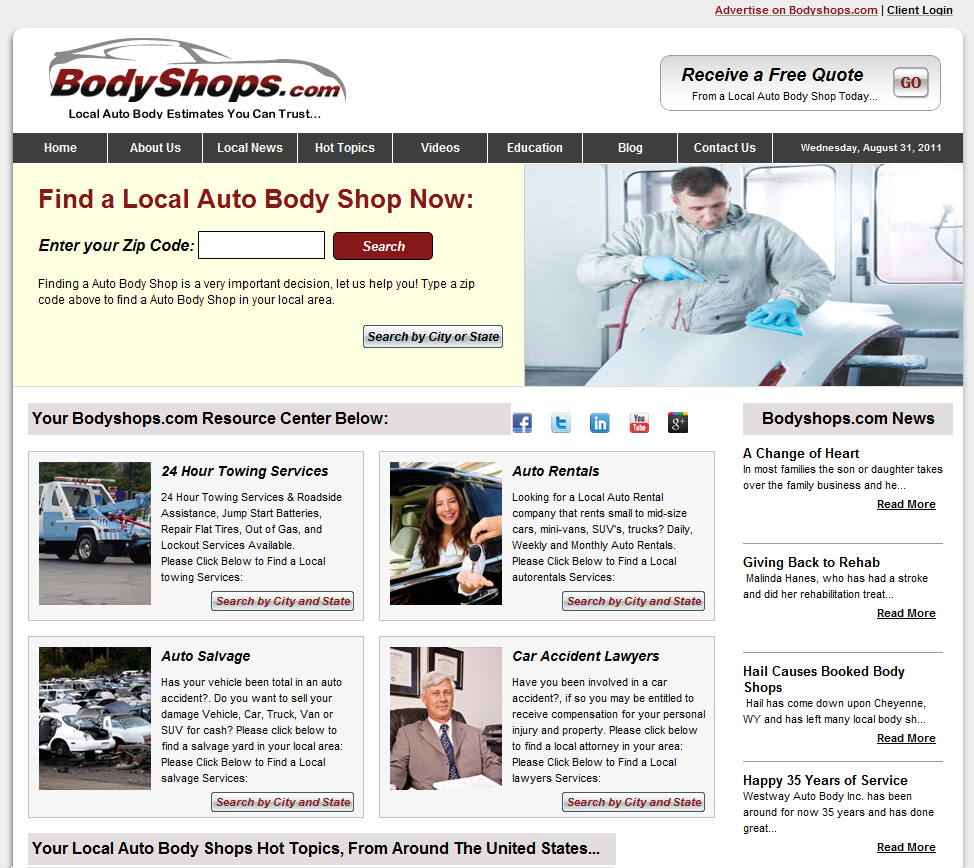 Advertise on Bodyshops.com | Client Login
BodyShops.com
Local Auto Body Estimates You Can Trust...
Receive a Free Quote
From a Local Auto Body Shop Today...
GO
Home
About Us
Local News
Hot Topics
Videos
Education
Blog
Contact Us
Wednesday, August 31, 2011
Find a Local Auto Body Shop Now:
Enter your Zip Code:
Search
Finding a Auto Body Shop is a very important decision, let us help you! Type a zip
code above to find a Auto Body Shop in your local area.
Search by City or State
Your Bodyshops.com Resource Center Below:
You
Tube
g+
24 Hour Towing Services
24 Hour Towing Services & Roadside
Assistance, Jump Start Batteries,
Repair Flat Tires, Out of Gas, and
Lockout Services Available.
Please Click Below to Find a Local
towing Services:
Search by City and State
Auto Rentals
Looking for a Local Auto Rental
company that rents small to mid-size
cars, mini-vans, SUV's, trucks? Daily,
Weekly and Monthly Auto Rentals.
Please Click Below to Find a Local
autorentals Services:
Search by City and State
Auto Salvage
Has your vehicle been total in an auto
accident?. Do you want to sell your
damage Vehicle, Car, Truck, Van or
SUV for cash? Please click below to
find a salvage yard in your local area:
Please Click Below to Find a Local
salvage Services:
Search by City and State
Car Accident Lawyers
Have you been involved in a car
accident?, if so you may be entitled to
receive compensation for your personal
injury and property. Please click below
to find a local attorney in your area:
Please Click Below to Find a Local
lawyers Services:
Search by City and State
Bodyshops.com News
A Change of Heart
In most families the son or daughter takes
over the family business and he...
Read More
Giving Back to Rehab
Malinda Hanes, who has had a stroke
and did her rehabilitation treat...
Read More
Hail Causes Booked Body
Shops
Hail has come down upon Cheyenne,
WY and has left many local body sh...
Read More
Happy 35 Years of Service
Westway Auto Body Inc. has been
around for now 35 years and has done
great...
Read More
Your Local Auto Body Shops Hot Topics, From Around The United States...